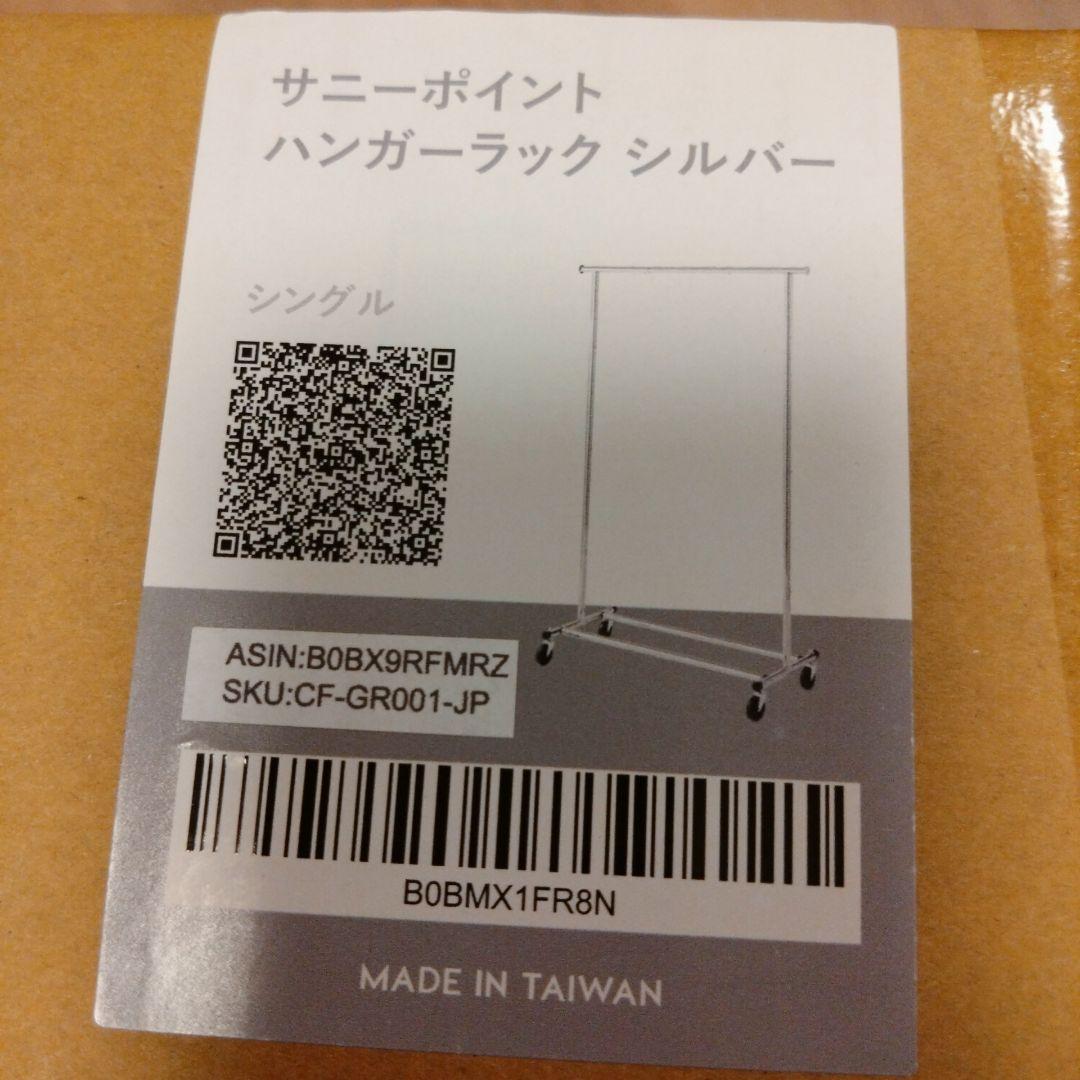 サニーポイント
ハンガーラック シルバー
シングル
ASIN:B0BX9RFMRZ
SKU:CF-GR001-JP
B0BMX1FR8N
MADE IN TAIWAN